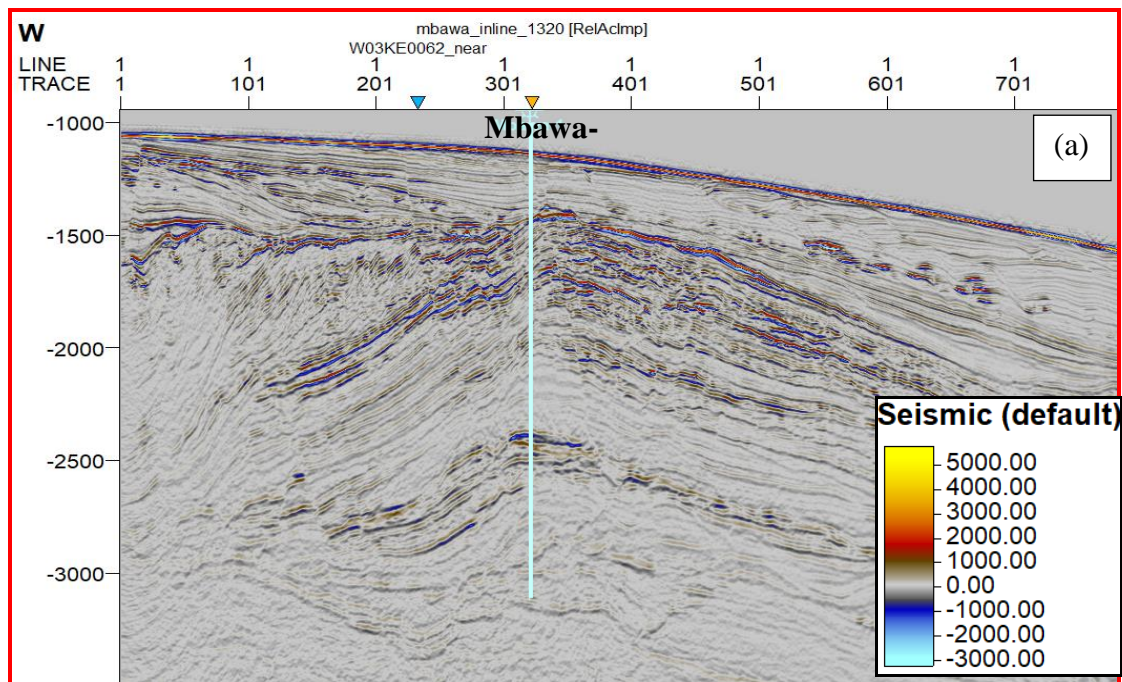 W
mbawa_inline_1320 [RelAcImp]
W03KE0062_near
LINE 1 1 1 1 1 1 1 1
TRACE 1 101 201 301 401 501 601 701
Mbawa-
(a)
-1000
-1500
-2000
-2500
-3000
Seismic (default)
5000.00
4000.00
3000.00
2000.00
1000.00
0.00
-1000.00
-2000.00
-3000.00